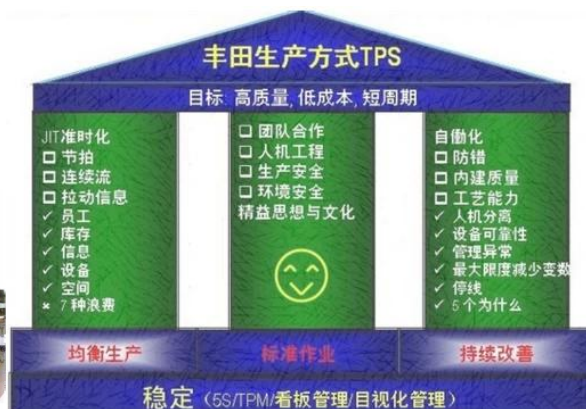 丰田生产方式TPS
目标: 高质量, 低成本, 短周期
JIT准时化
节拍
连续流
拉动信息
✓ 员工
✓ 库存
✓ 信息
✓ 设备
✓ 空间
× 7种浪费
团队合作
人机工程
生产安全
环境安全
精益思想与文化
自働化
防错
内建质量
工艺能力
✓ 人机分离
✓ 设备可靠性
✓ 管理异常
✓ 最大限度减少变数
✓ 停线
✓ 5个为什么
均衡生产
标准作业
持续改善
稳定（5S/TPM/看板管理/目视化管理）